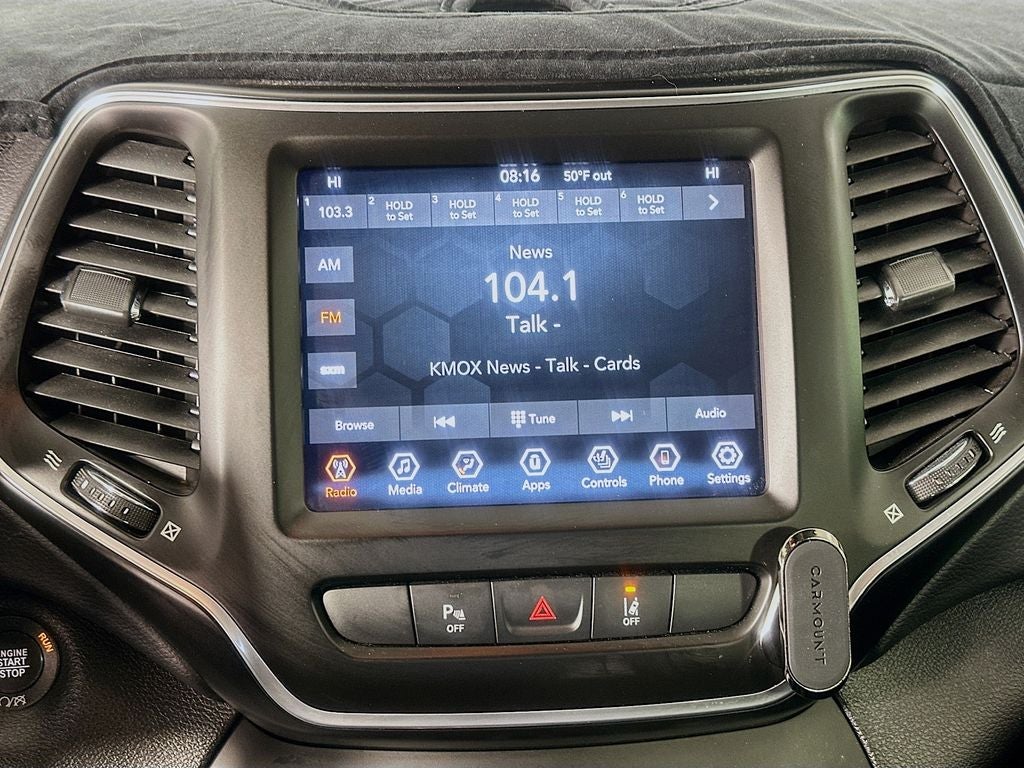 HI 08:16 50°F out HI
1 103.3 2 HOLD to Set 3 HOLD to Set 4 HOLD to Set 5 HOLD to Set 6 HOLD to Set
AM
FM
sxm
News
104.1
Talk -
KMOX News - Talk - Cards
Browse Tune Audio
Radio Media Climate Apps Controls Phone Settings
P OFF
OFF
CARMOUNT
ENGINE
START
STOP
RUN